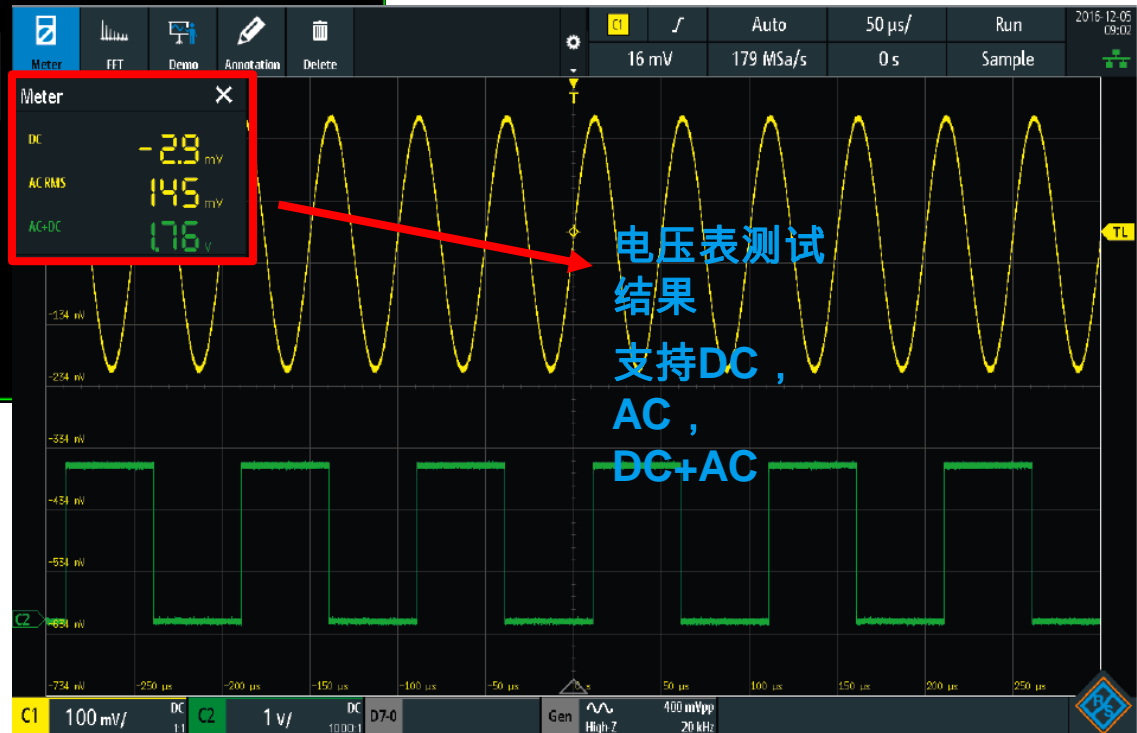 C1 Auto 50 µs/ Run 2016-12-05
09:02
Meter FFT Demo Annotation Delete 16 mV 179 MSa/s 0 s Sample
Meter
T
DC -2.9 mV
AC RMS 145 mV
AC+DC 1.76 V
TL
电压表测试
结果
支持DC，
AC，
DC+AC
-134 mV
-234 mV
-334 mV
-434 mV
-534 mV
C2 -634 mV
-734 mV -250 µs -200 µs -150 µs -100 µs -50 µs 0 s 50 µs 100 µs 150 µs 200 µs 250 µs
C1 100 mV/ DC 1:1 C2 1 V/ DC 1000:1 D7-0 Gen High-Z 400 mVpp 20 kHz
R&S